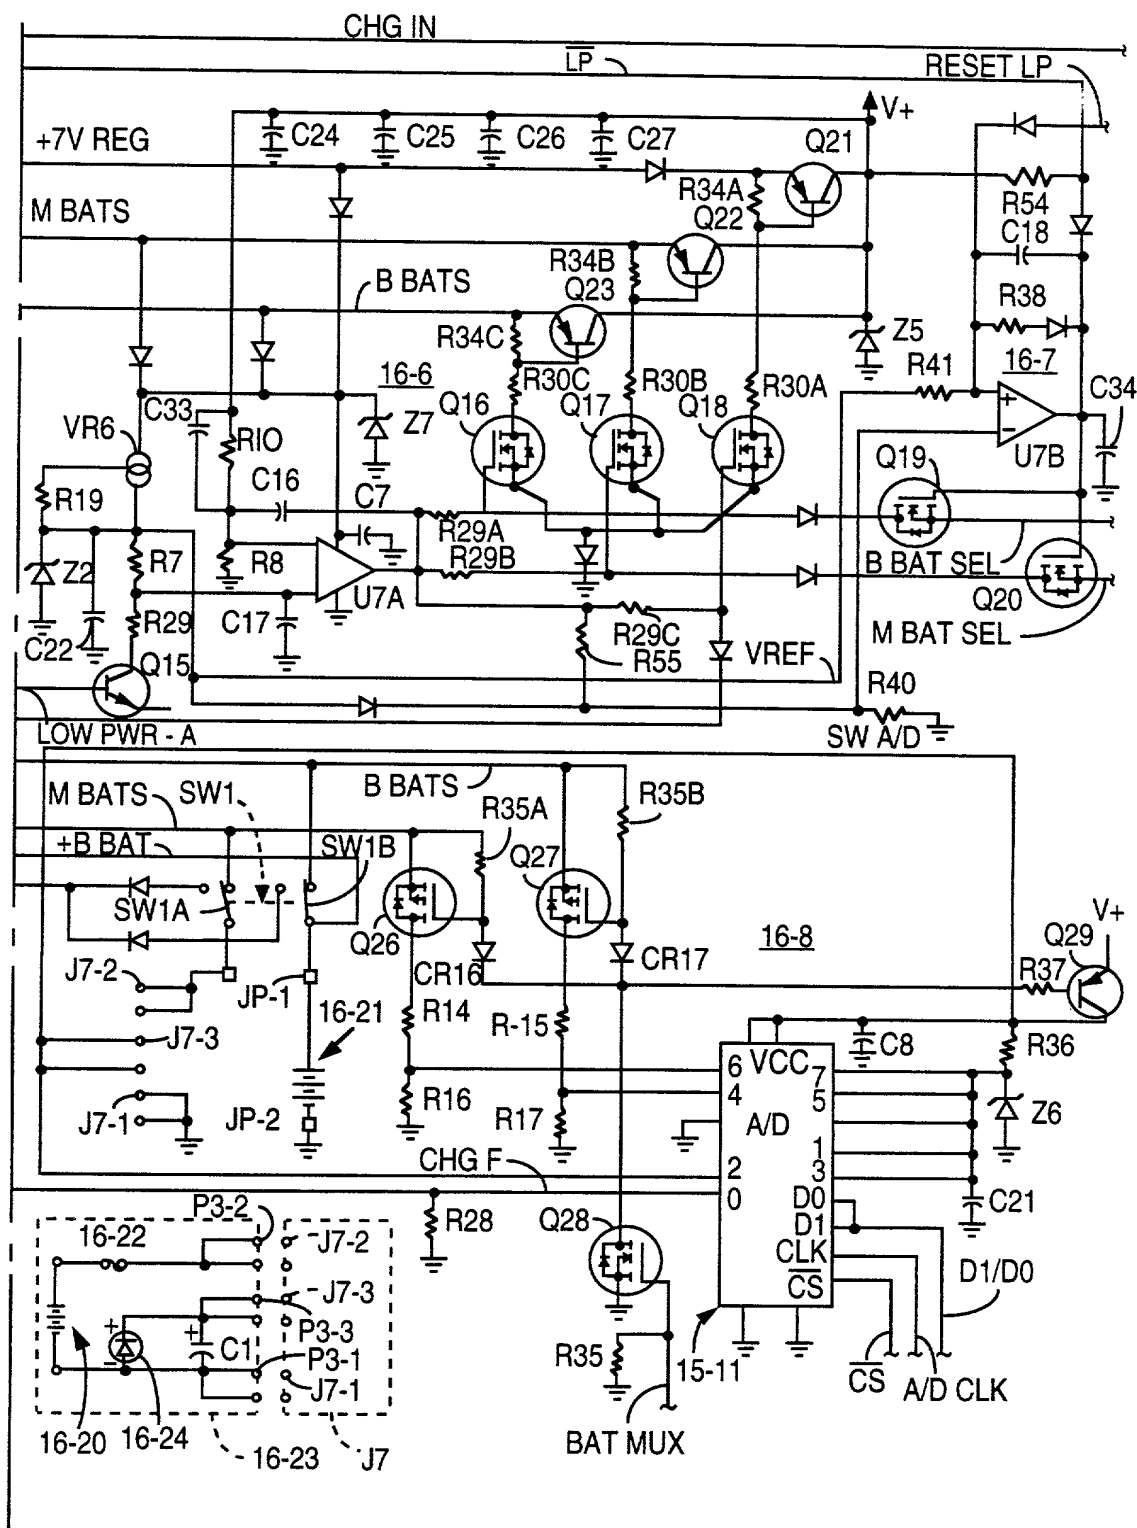 CHG IN
LP
RESET LP
V+
C24
C25
C26
C27
Q21
+7V REG
R34A
Q22
R54
M BATS
C18
R34B
Q23
B BATS
R38
Z5
R34C
R41
16-7
16-6
R30C
R30B
R30A
C34
C33
Q16
Q17
Q18
Z7
VR6
R10
U7B
Q19
C16
C7
R19
R29A
R7
R8
R29B
B BAT SEL
Z2
U7A
Q20
R29
C17
R29C
M BAT SEL
C22
R55
Q15
VREF
R40
LOW PWR - A
SW A/D
B BATS
M BATS
SW1
R35A
R35B
+B BAT
SW1B
Q27
SW1A
V+
Q26
16-8
Q29
J7-2
CR16
CR17
R37
JP-1
16-21
R14
R-15
J7-3
C8
R36
6
VCC
7
R16
4
5
J7-1
JP-2
R17
A/D
Z6
1
CHG F
2
3
0
C21
P3-2
D0
R28
Q28
D1
16-22
J7-2
CLK
D1/D0
CS
J7-3
+
+
P3-3
C1
P3-1
R35
15-11
-
J7-1
CS
A/D CLK
16-20
16-24
16-23
J7
BAT MUX